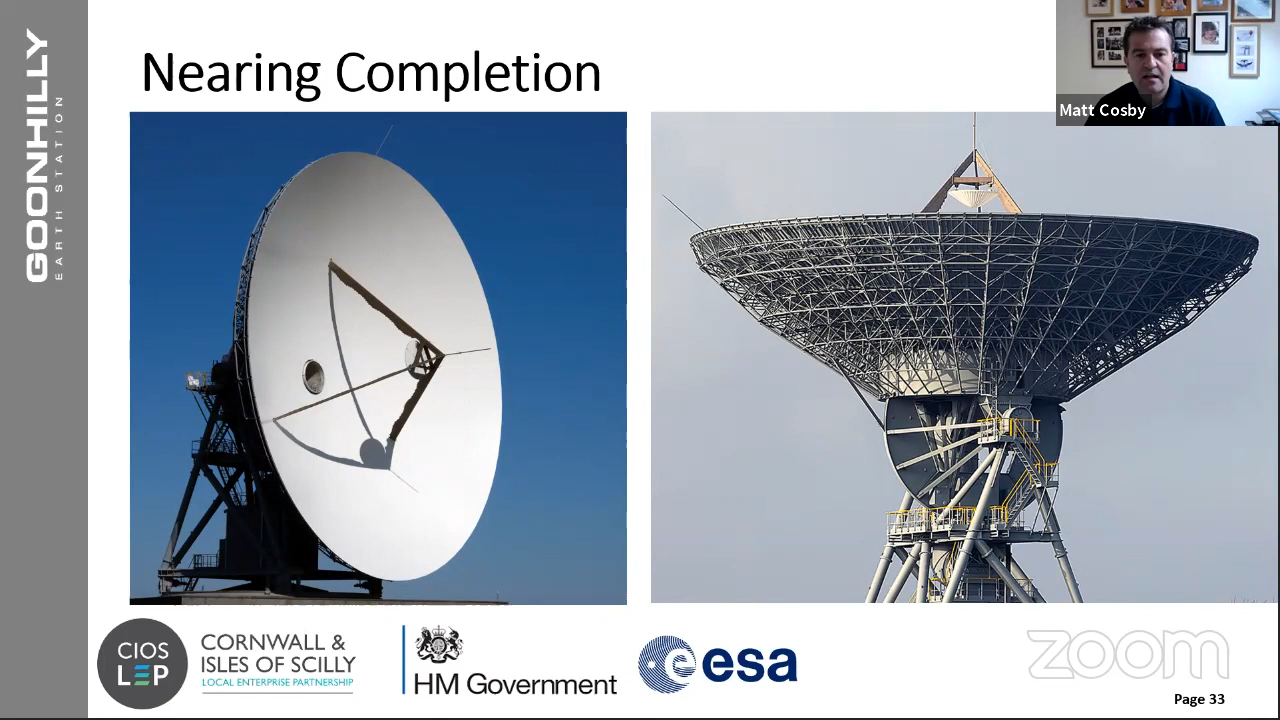 GOONHILLY
EARTH STATION
Nearing Completion
Matt Cosby
CIOS
LEP
CORNWALL &
ISLES OF SCILLY
LOCAL ENTERPRISE PARTNERSHIP
HM Government
esa
zoom
Page 33